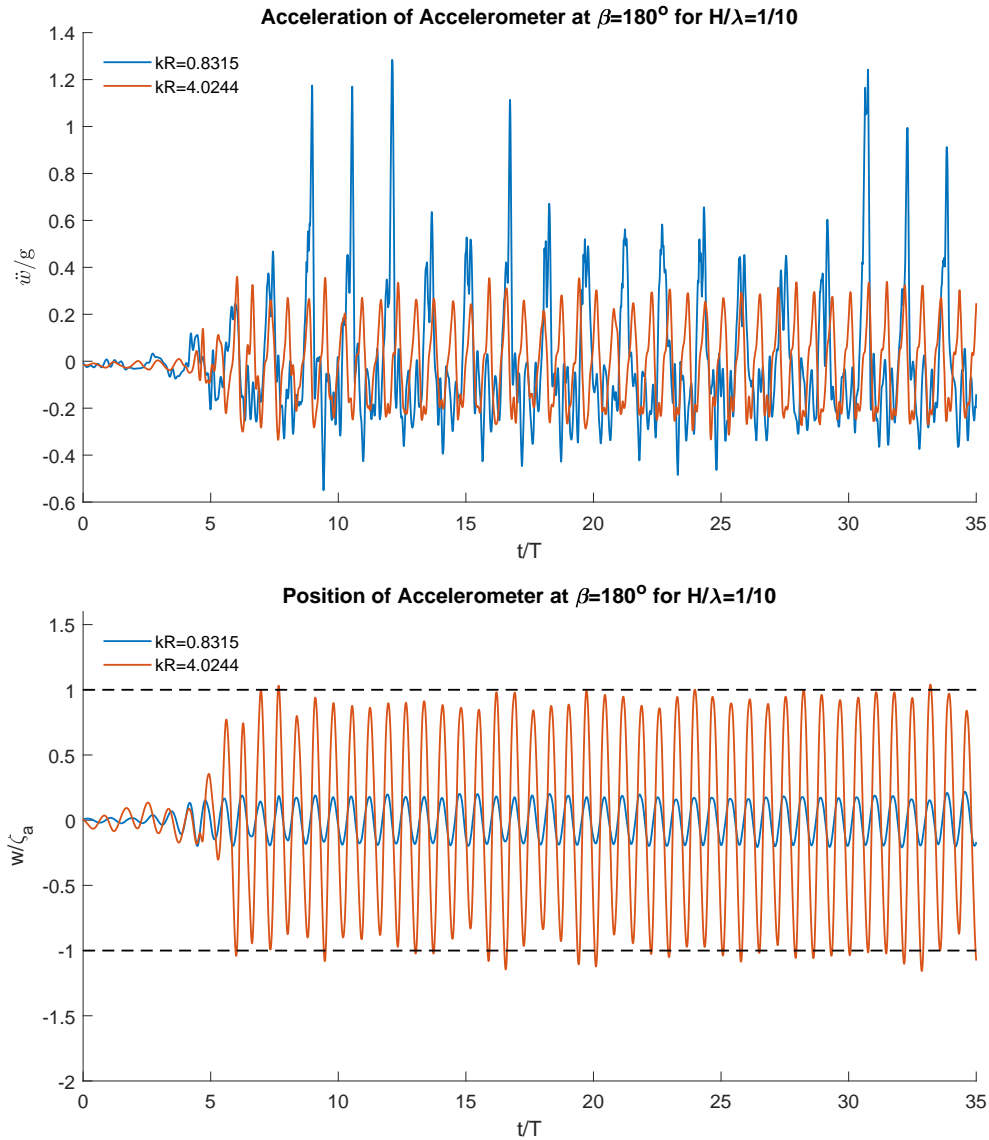 Acceleration of Accelerometer at β=180° for H/λ=1/10
1.4
1.2
1
0.8
0.6
0.4
0.2
0
-0.2
-0.4
-0.6
ẅ/g
kR=0.8315
kR=4.0244
0 5 10 15 20 25 30 35
t/T
Position of Accelerometer at β=180° for H/λ=1/10
1.5
1
0.5
0
-0.5
-1
-1.5
-2
w/ζa
kR=0.8315
kR=4.0244
0 5 10 15 20 25 30 35
t/T